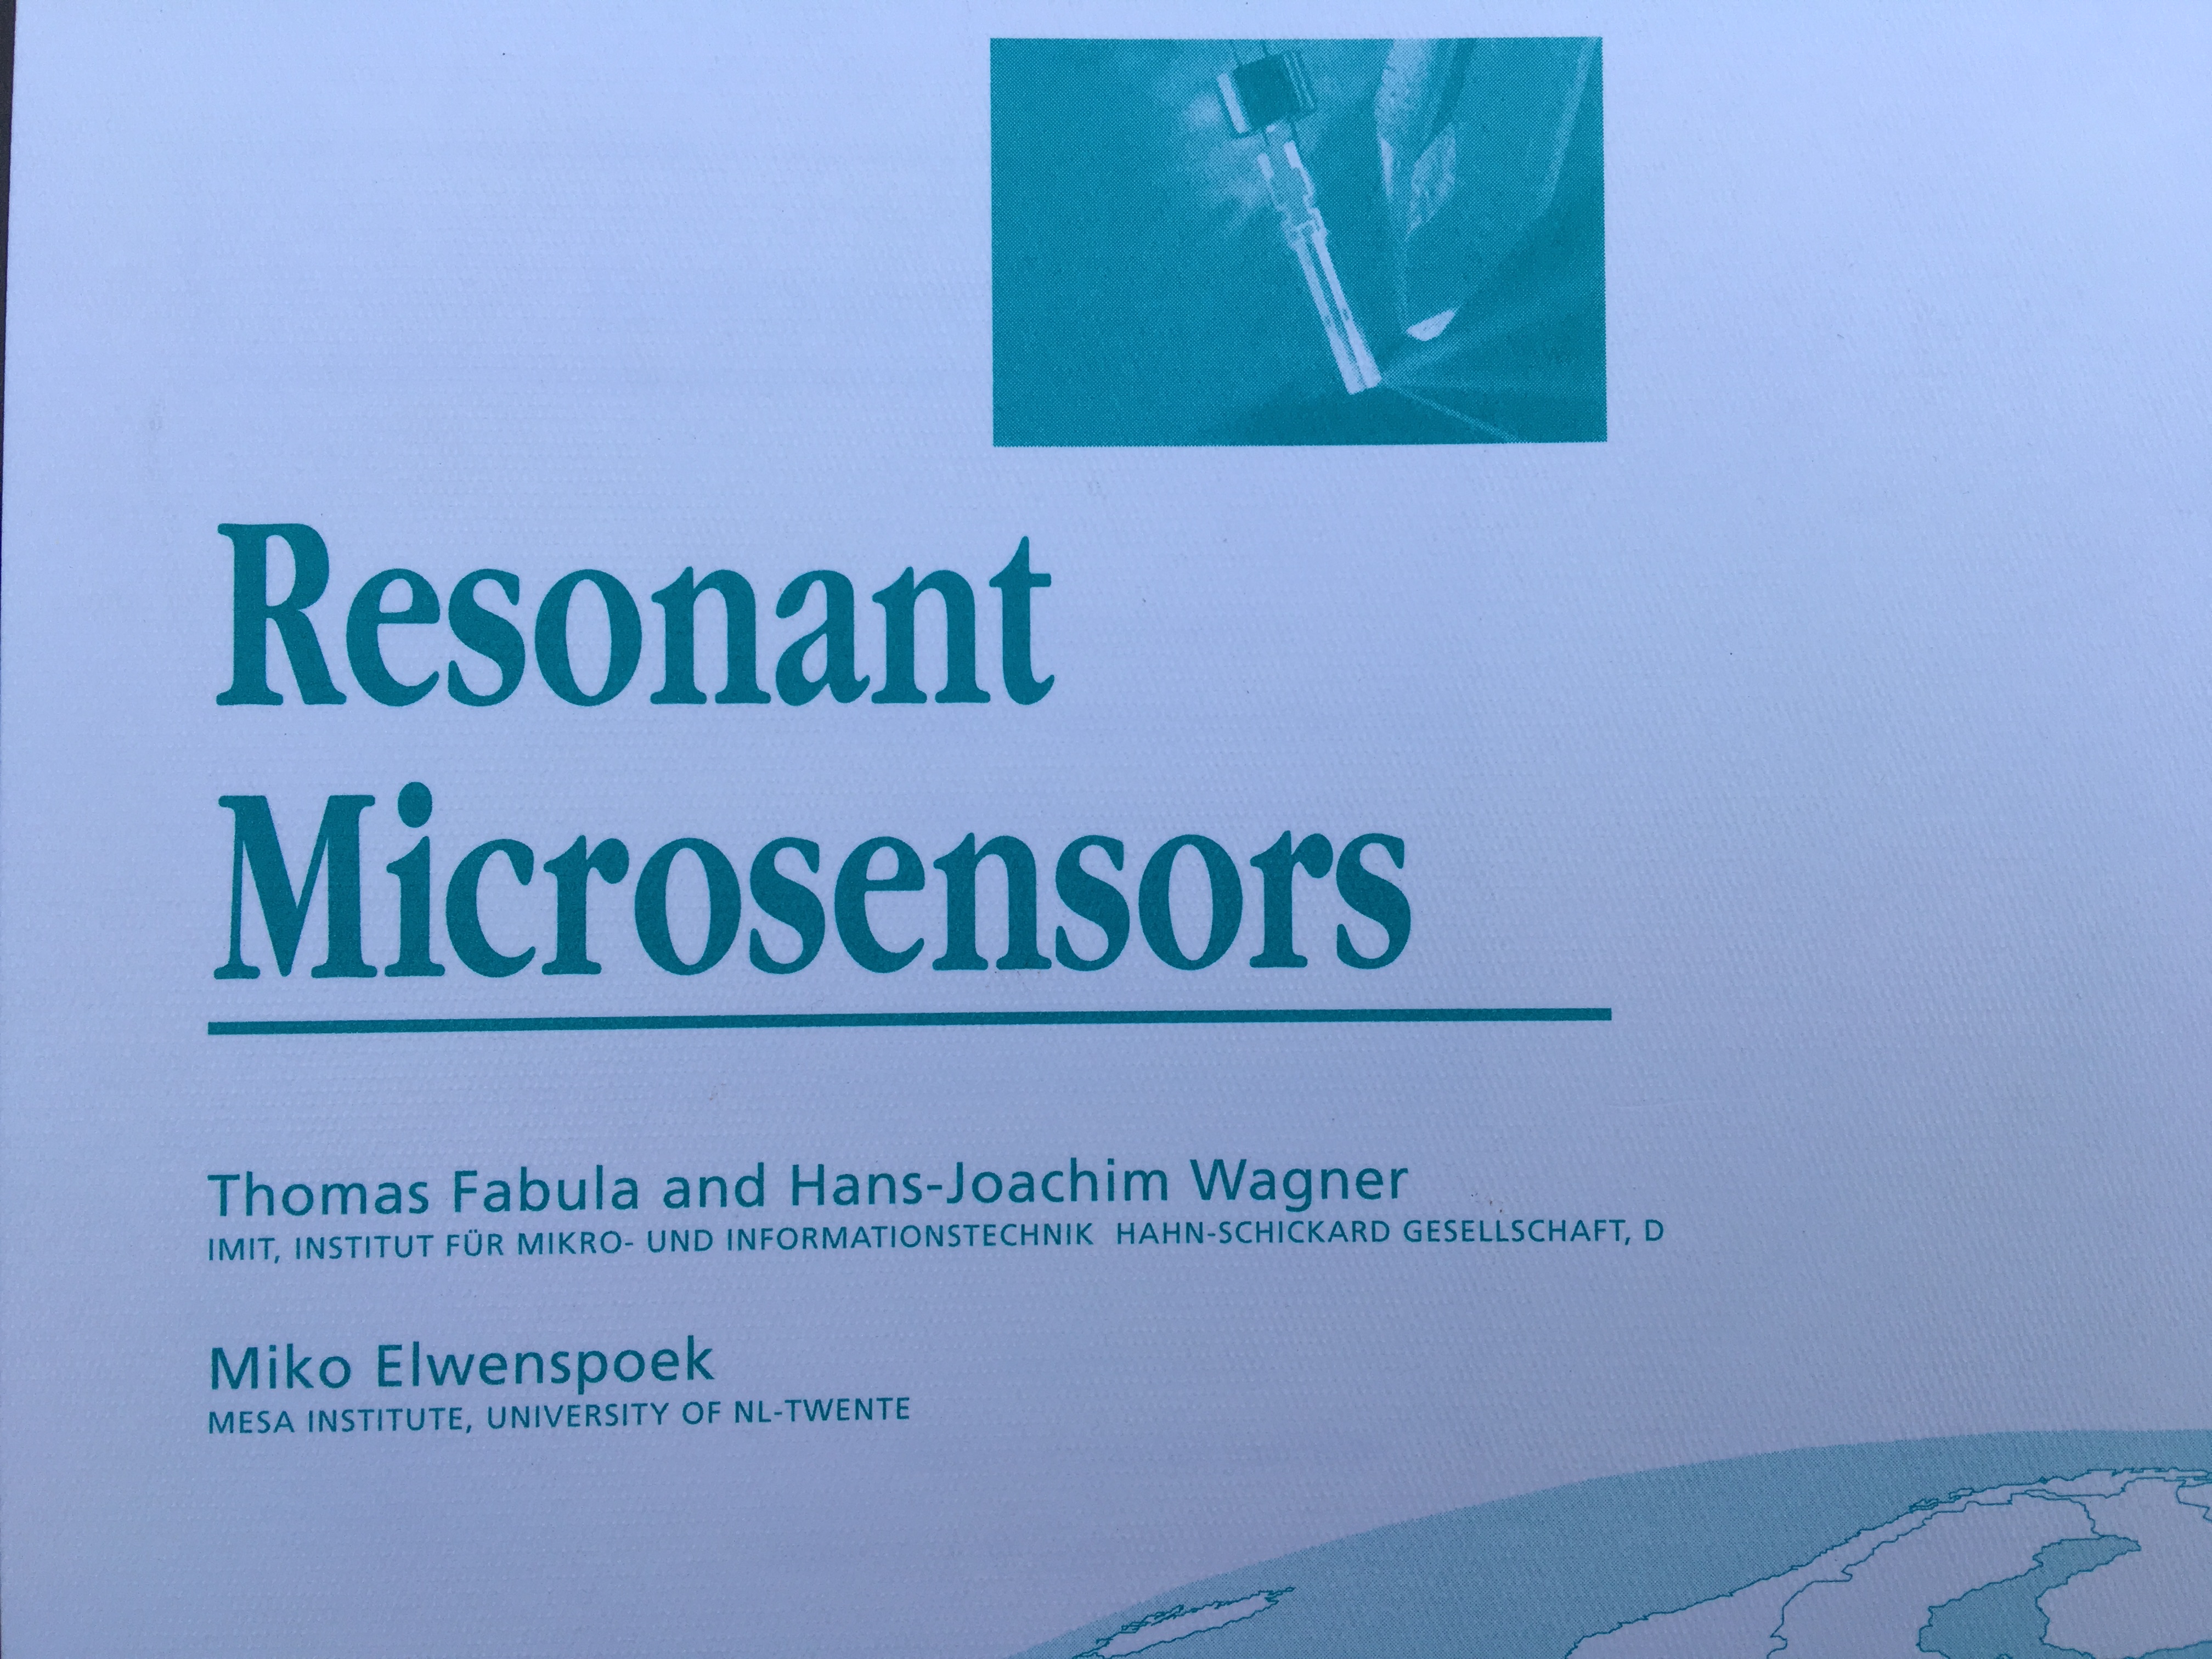 Resonant
Microsensors
Thomas Fabula and Hans-Joachim Wagner
IMIT, INSTITUT FÜR MIKRO- UND INFORMATIONSTECHNIK HAHN-SCHICKARD GESELLSCHAFT, D
Miko Elwenspoek
MESA INSTITUTE, UNIVERSITY OF NL-TWENTE